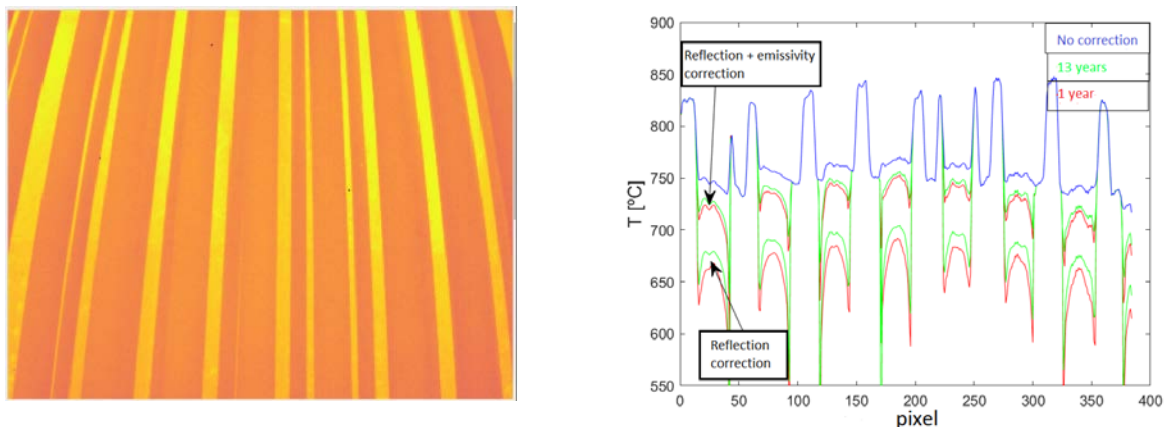 900
850
800
750
700
650
600
550
T [ºC]
Reflection + emissivity
correction
No correction
13 years
1 year
Reflection
correction
0
50
100
150
200
250
300
350
400
pixel